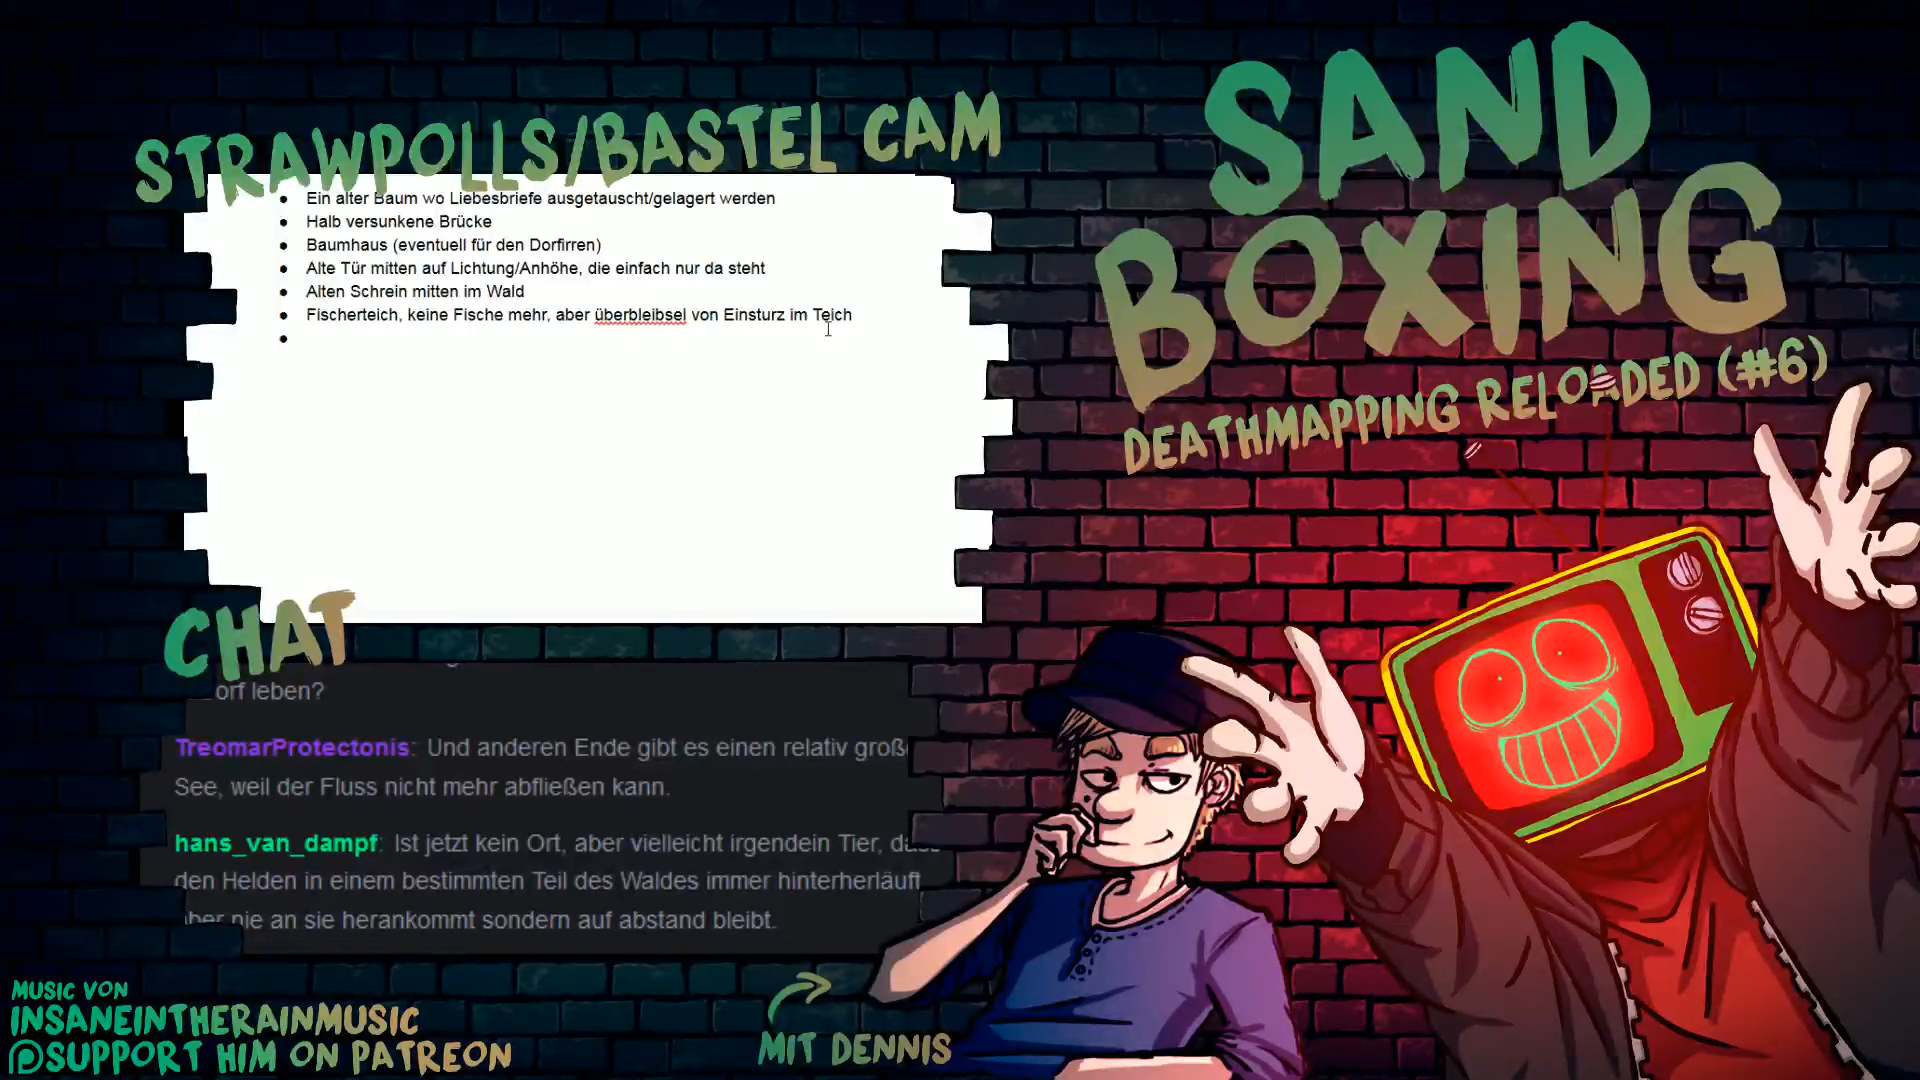 STRAWPOLLS/BASTEL CAM
Ein alter Baum wo Liebesbriefe ausgetauscht/gelagert werden
Halb versunkene Brücke
Baumhaus (eventuell für den Dorfirren)
Alte Tür mitten auf Lichtung/Anhöhe, die einfach nur da steht
Alten Schrein mitten im Wald
Fischerteich, keine Fische mehr, aber überbleibsel von Einsturz im Teich
SAND
BOXING
DEATHMAPPING RELOADED (#6)
CHAT
orf leben?
TreomarProtectonis: Und anderen Ende gibt es einen relativ große
See, weil der Fluss nicht mehr abfließen kann.
hans_van_dampf: Ist jetzt kein Ort, aber vielleicht irgendein Tier, dass
den Helden in einem bestimmten Teil des Waldes immer hinterherläuft
aber nie an sie herankommt sondern auf abstand bleibt.
MIT DENNIS
MUSIC VON
INSANEINTHERAINMUSIC
SUPPORT HIM ON PATREON